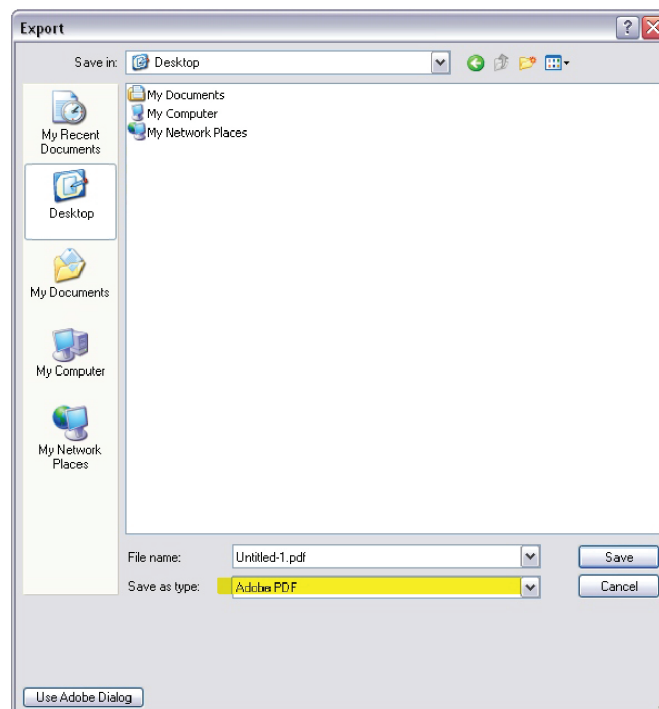 Export
Save in:
Desktop
My Recent
Documents
Desktop
My Documents
My Computer
My Network
Places
My Documents
My Computer
My Network Places
File name:
Untitled-1.pdf
Save
Save as type:
Adobe PDF
Cancel
Use Adobe Dialog